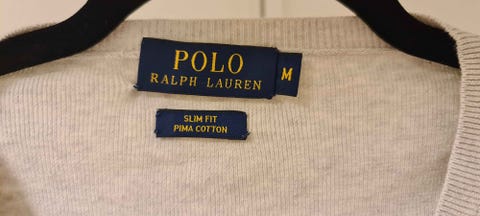 POLO
RALPH LAUREN
M
SLIM FIT
PIMA COTTON